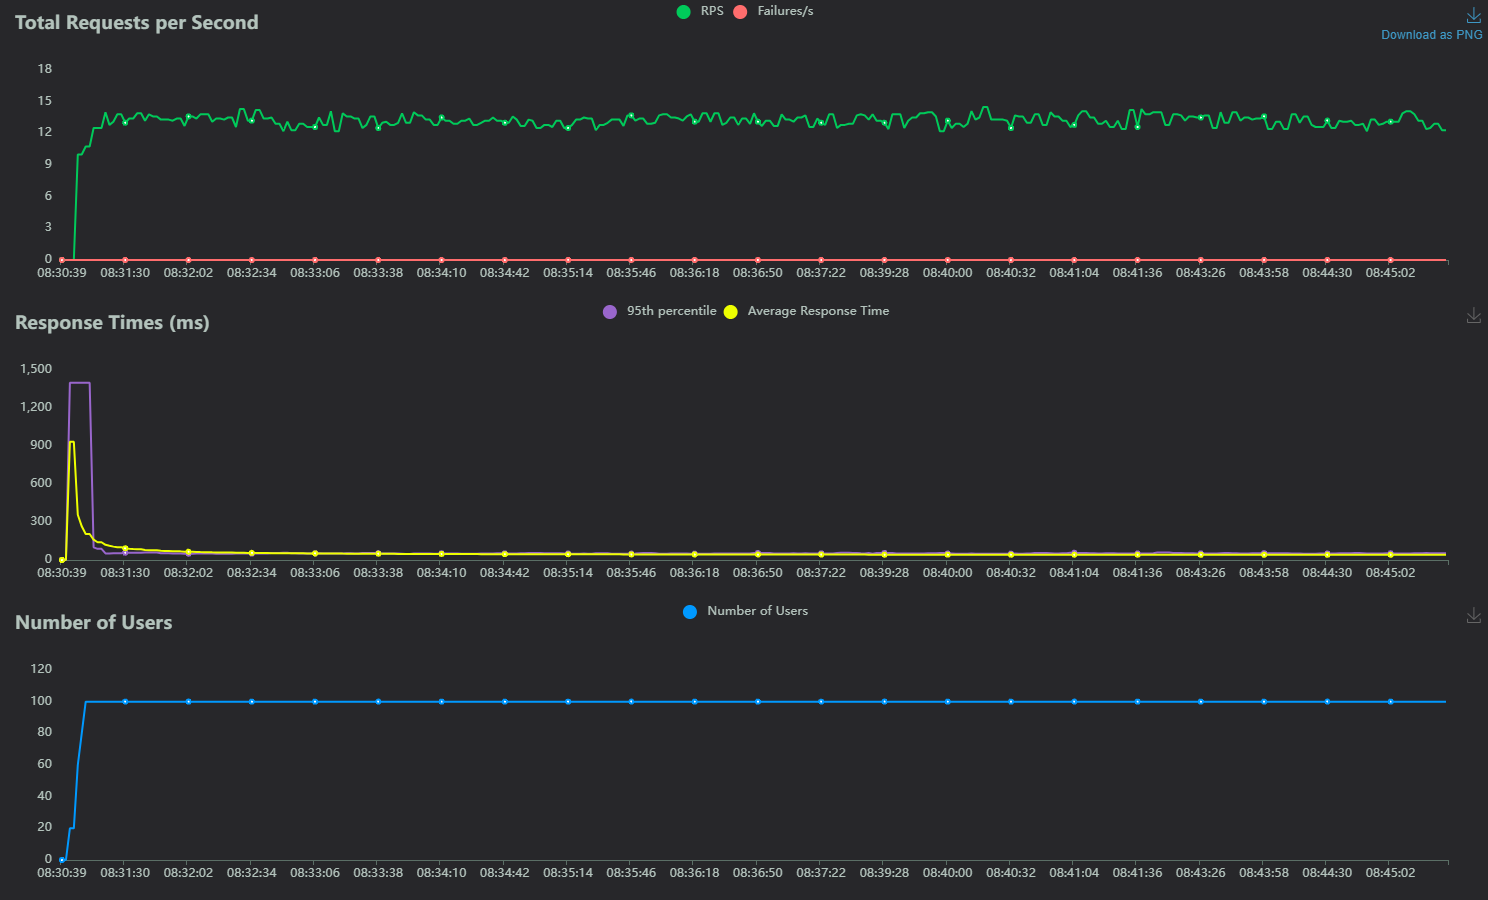 RPS Failures/s
Total Requests per Second
Download as PNG
18
15
12
9
6
3
0
08:30:39 08:31:30 08:32:02 08:32:34 08:33:06 08:33:38 08:34:10 08:34:42 08:35:14 08:35:46 08:36:18 08:36:50 08:37:22 08:39:28 08:40:00 08:40:32 08:41:04 08:41:36 08:43:26 08:43:58 08:44:30 08:45:02
95th percentile Average Response Time
Response Times (ms)
1,500
1,200
900
600
300
0
08:30:39 08:31:30 08:32:02 08:32:34 08:33:06 08:33:38 08:34:10 08:34:42 08:35:14 08:35:46 08:36:18 08:36:50 08:37:22 08:39:28 08:40:00 08:40:32 08:41:04 08:41:36 08:43:26 08:43:58 08:44:30 08:45:02
Number of Users
Number of Users
120
100
80
60
40
20
0
08:30:39 08:31:30 08:32:02 08:32:34 08:33:06 08:33:38 08:34:10 08:34:42 08:35:14 08:35:46 08:36:18 08:36:50 08:37:22 08:39:28 08:40:00 08:40:32 08:41:04 08:41:36 08:43:26 08:43:58 08:44:30 08:45:02